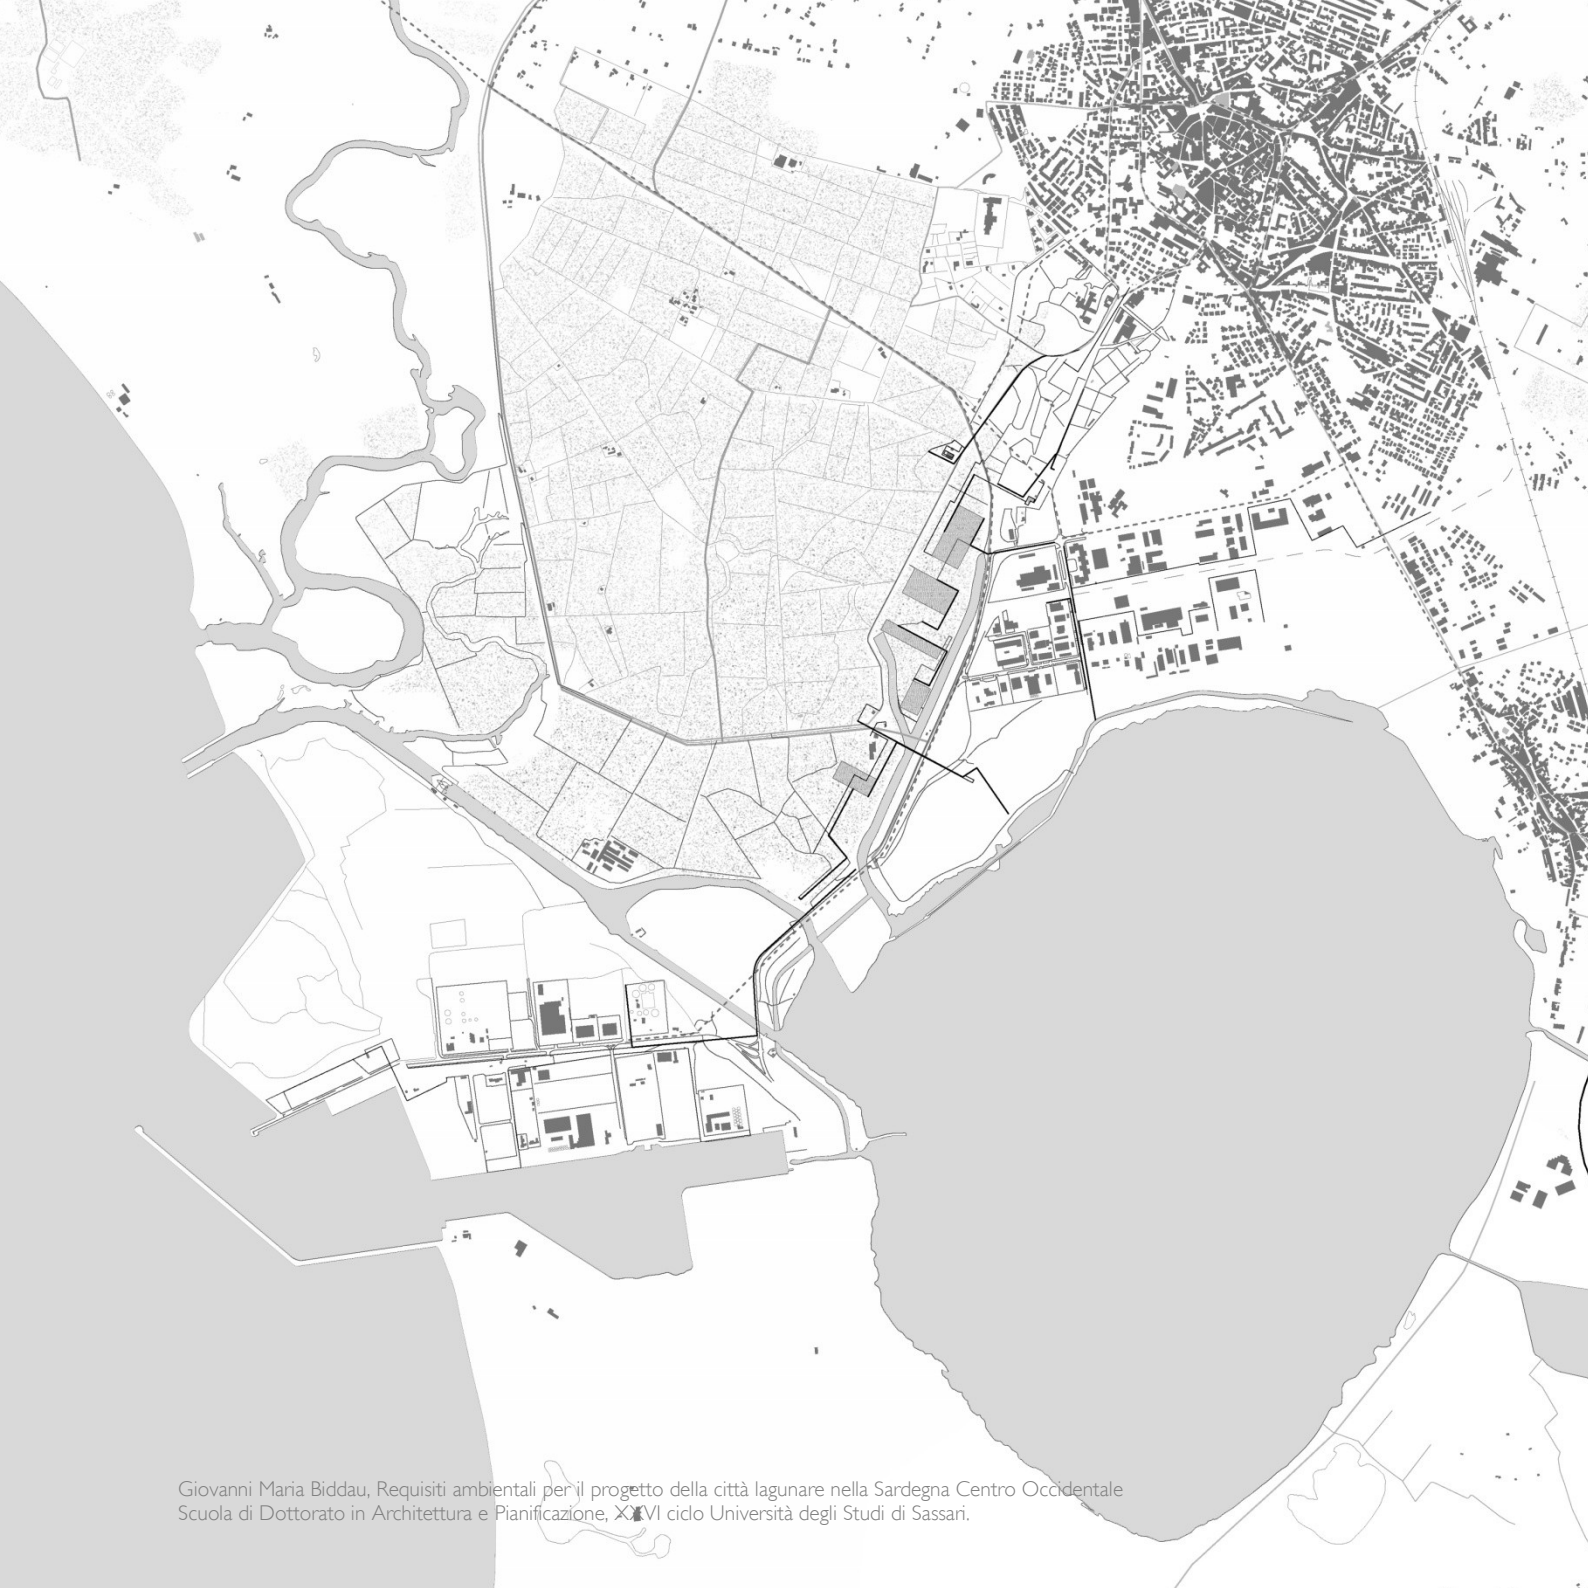 Giovanni Maria Biddau, Requisiti ambientali per il progetto della città lagunare nella Sardegna Centro Occidentale
Scuola di Dottorato in Architettura e Pianificazione, XXVI ciclo Università degli Studi di Sassari.